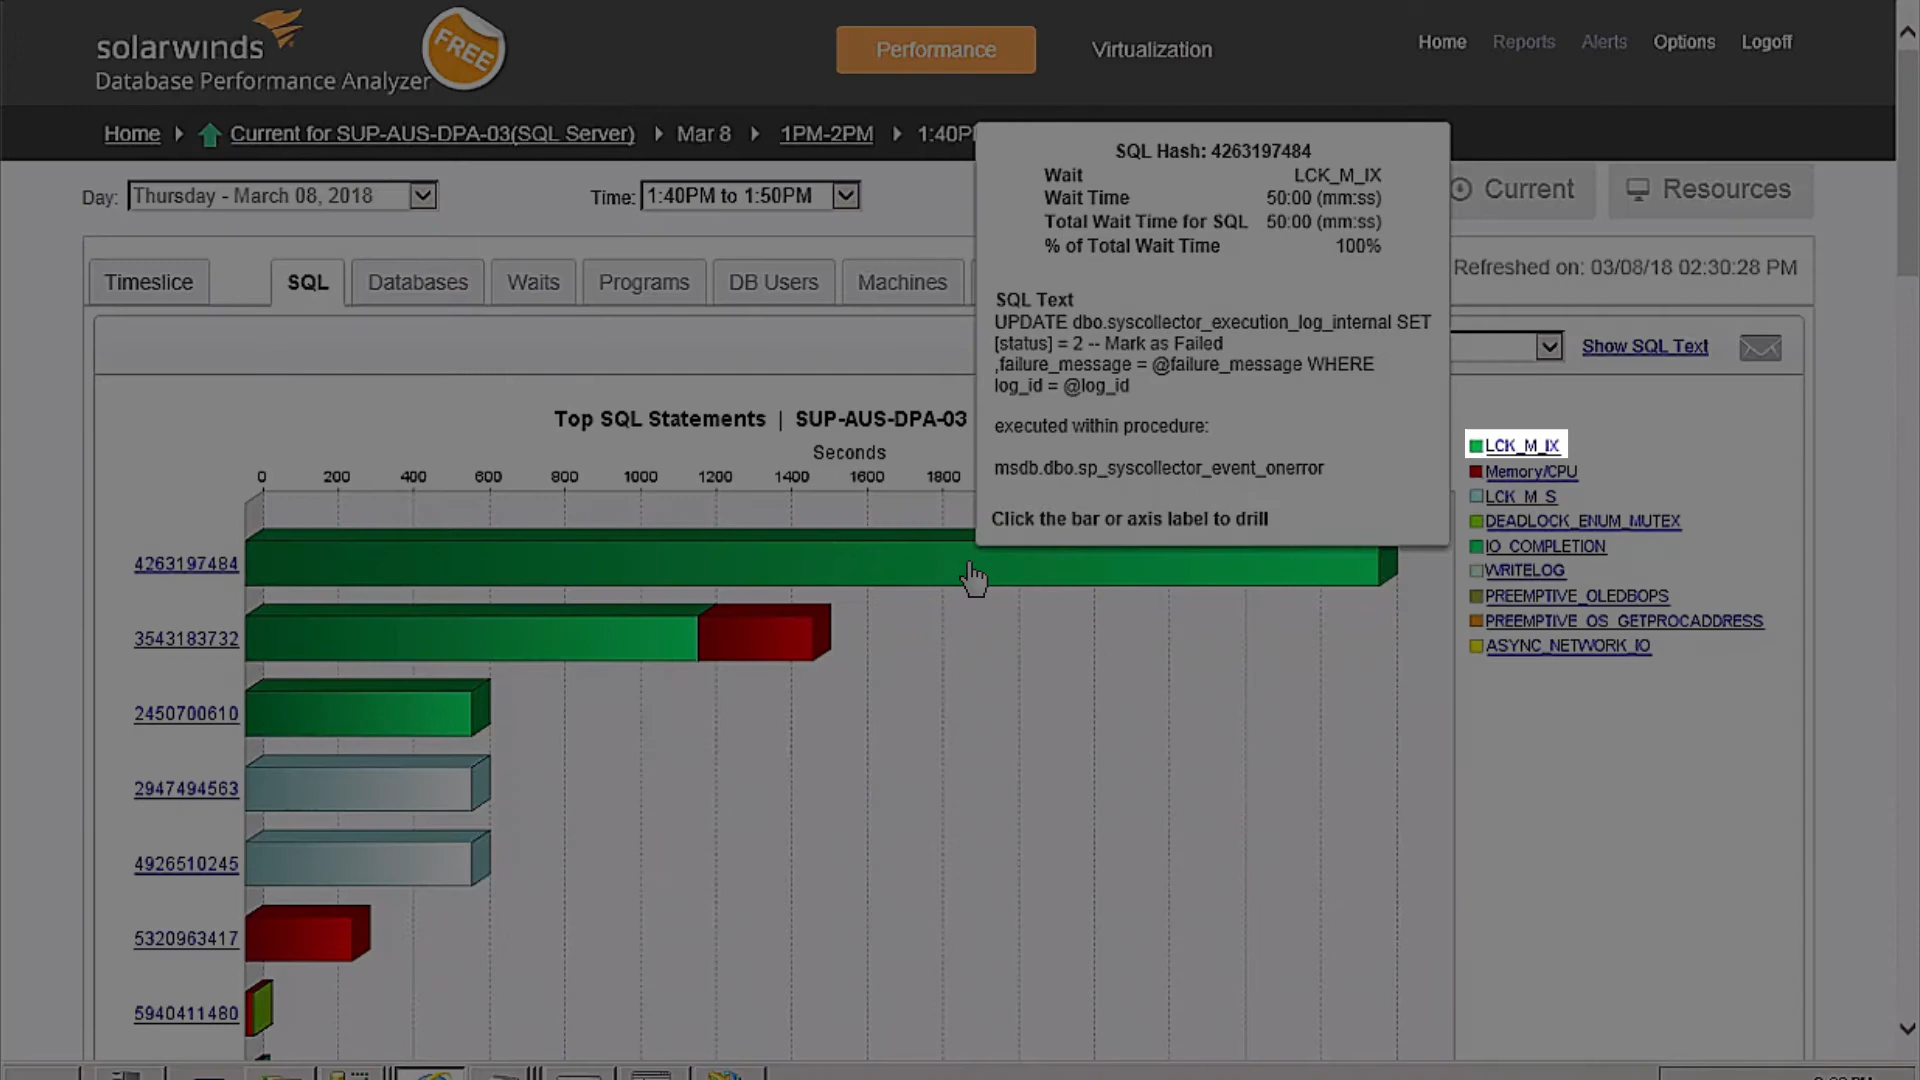 solarwinds
Database Performance Analyzer
FREE
Performance
Virtualization
Home
Reports
Alerts
Options
Logoff
Home
Current for SUP-AUS-DPA-03(SQL Server)
Mar 8
1PM-2PM
Day: Thursday - March 08, 2018
Time: 1:40PM to 1:50PM
Current
Resources
Timeslice
SQL
Databases
Waits
Programs
DB Users
Machines
Refreshed on: 03/08/18 02:30:28 PM
Show SQL Text
SQL Hash: 4263197484
Wait LCK_M_IX
Wait Time 50:00 (mm:ss)
Total Wait Time for SQL 50:00 (mm:ss)
% of Total Wait Time 100%
SQL Text
UPDATE dbo.syscollector_execution_log_internal SET
[status] = 2 -- Mark as Failed
,failure_message = @failure_message WHERE
log_id = @log_id
executed within procedure:
msdb.dbo.sp_syscollector_event_onerror
Click the bar or axis label to drill
Top SQL Statements | SUP-AUS-DPA-03
Seconds
0 200 400 600 800 1000 1200 1400 1600 1800
4263197484
3543183732
2450700610
2947494563
4926510245
5320963417
5940411480
LCK_M_IX
Memory/CPU
LCK_M_S
DEADLOCK_ENUM_MUTEX
IO_COMPLETION
WRITELOG
PREEMPTIVE_OLEDBOPS
PREEMPTIVE_OS_GETPROCADDRESS
ASYNC_NETWORK_IO